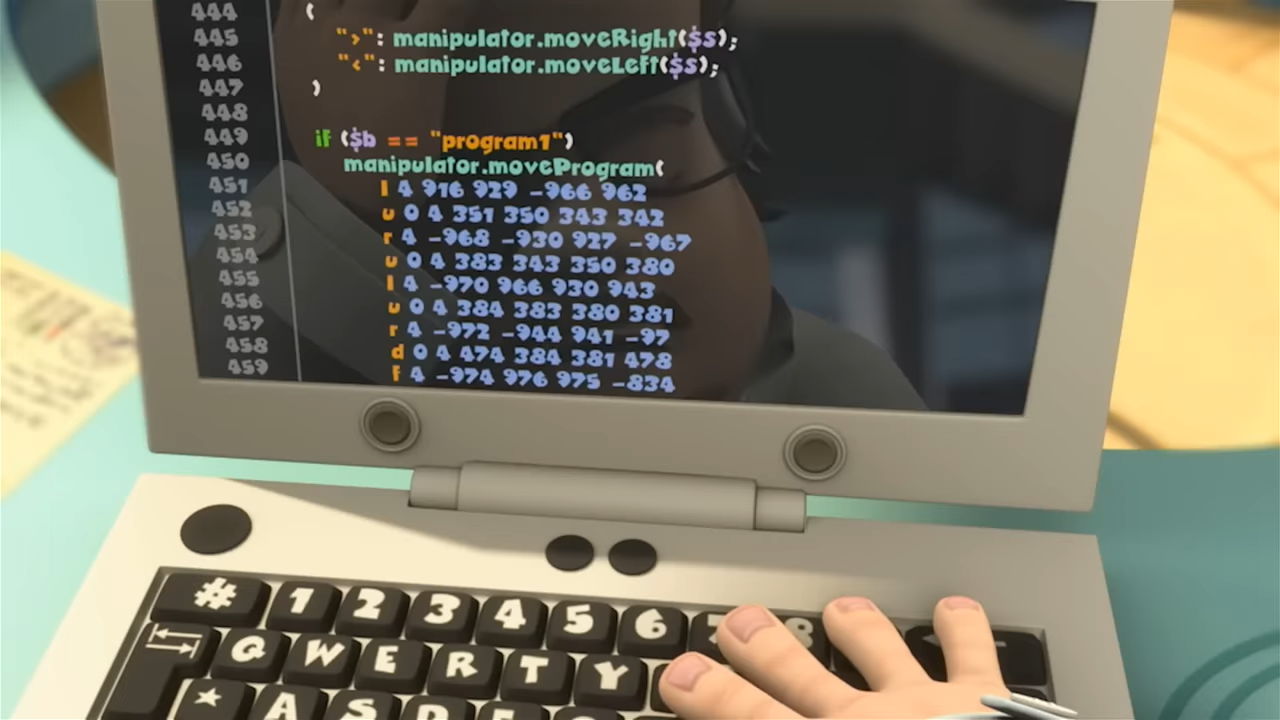 444 (
445 ">": manipulator.moveRight($s);
446 "<": manipulator.moveLeft($s);
447 )
448
449 if ($b == "program1")
450 manipulator.moveProgram(
451 l 4 916 929 -966 962
452 u 0 4 351 350 343 342
453 r 4 -968 -930 927 -967
454 u 0 4 383 343 350 380
455 l 4 -970 966 930 943
456 u 0 4 384 383 380 381
457 r 4 -972 -944 941 -97
458 d 0 4 474 384 381 478
459 f 4 -974 976 975 -834
# 1 2 3 4 5 6 7 8
Q W E R T Y
* A S D F